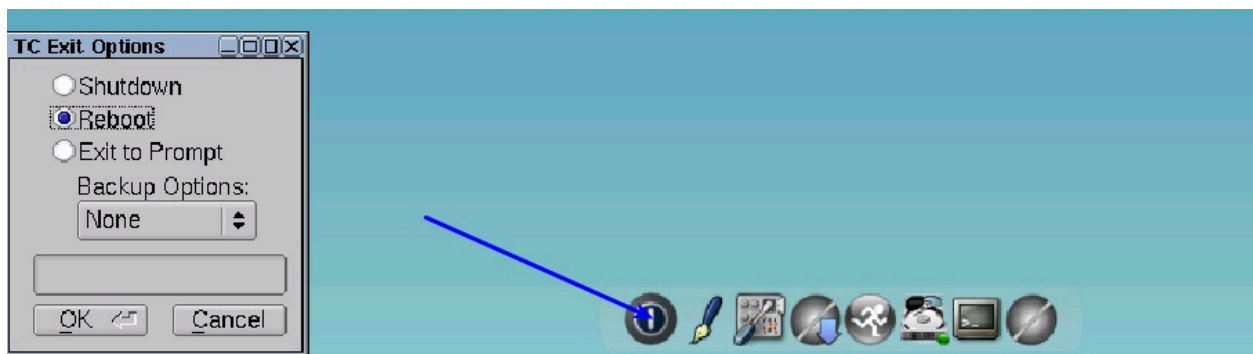 TC Exit Options
Shutdown
Reboot
Exit to Prompt
Backup Options:
None
OK
Cancel